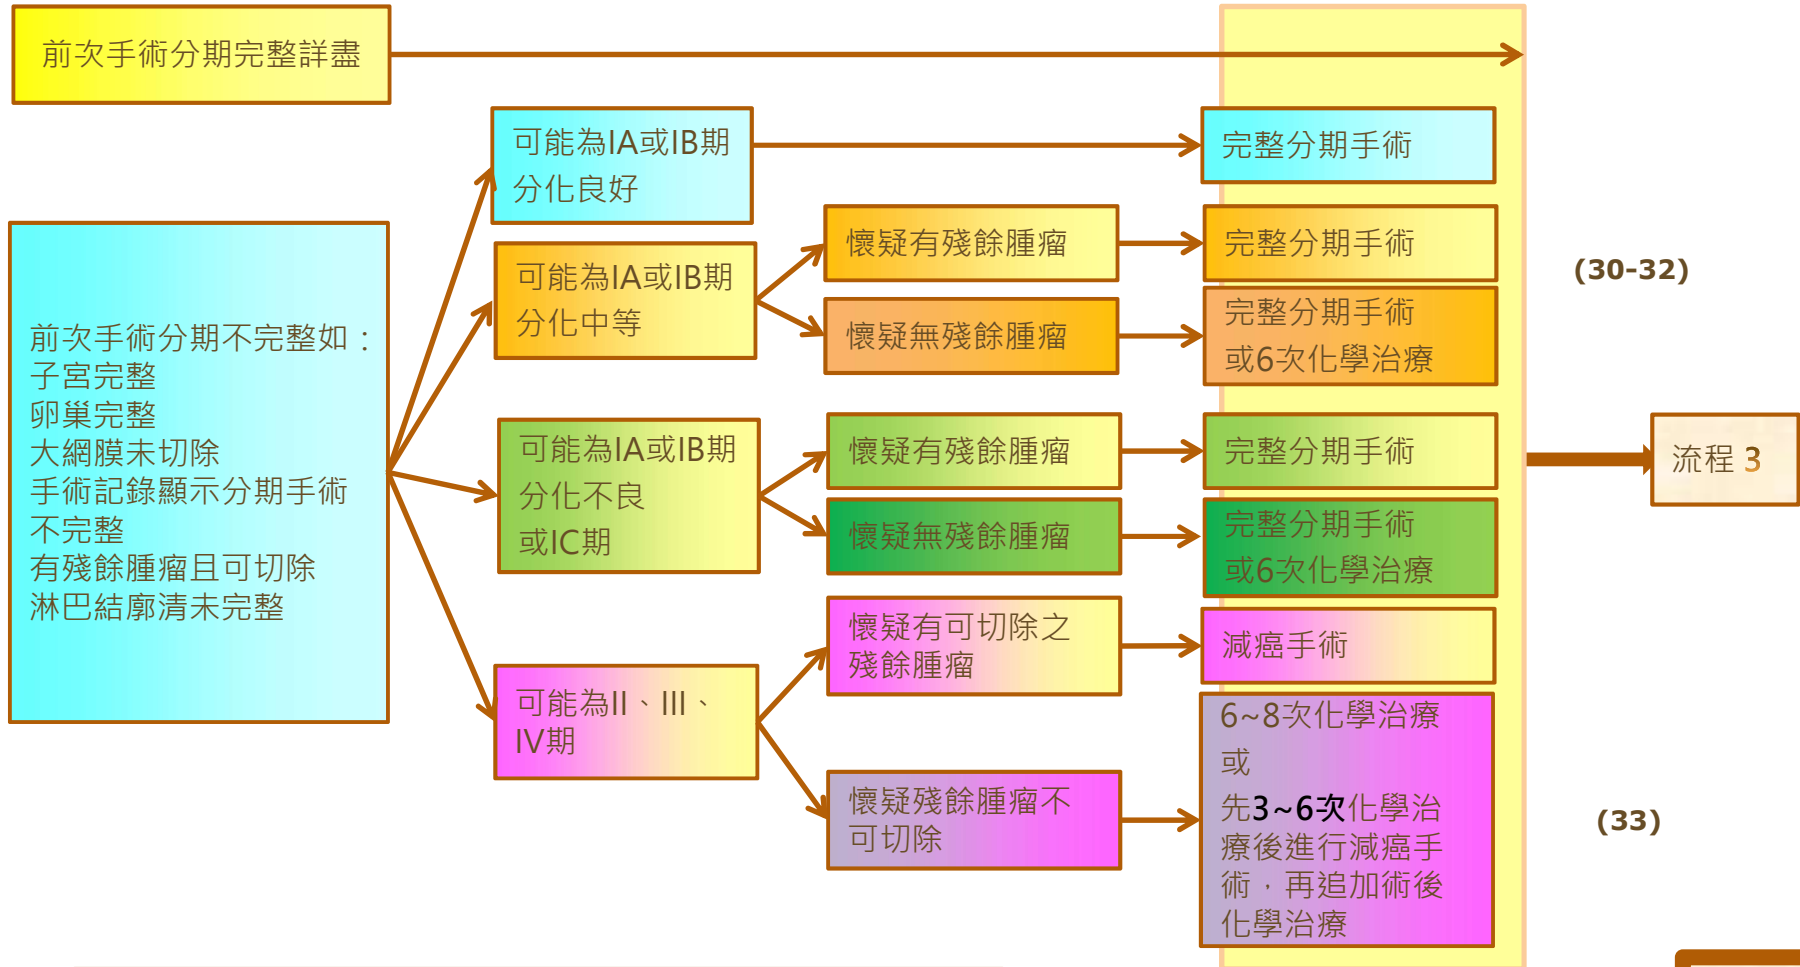 前次手術分期完整詳盡
可能為IA或IB期
分化良好
完整分期手術
前次手術分期不完整如：
子宮完整
卵巢完整
大網膜未切除
手術記錄顯示分期手術
不完整
有殘餘腫瘤且可切除
淋巴結廓清未完整
可能為IA或IB期
分化中等
懷疑有殘餘腫瘤
完整分期手術
懷疑無殘餘腫瘤
完整分期手術
或6次化學治療
(30-32)
可能為IA或IB期
分化不良
或IC期
懷疑有殘餘腫瘤
完整分期手術
懷疑無殘餘腫瘤
完整分期手術
或6次化學治療
流程 3
可能為II、III、
IV期
懷疑有可切除之
殘餘腫瘤
減癌手術
懷疑殘餘腫瘤不
可切除
6~8次化學治療
或
先3~6次化學治
療後進行減癌手
術，再追加術後
化學治療
(33)